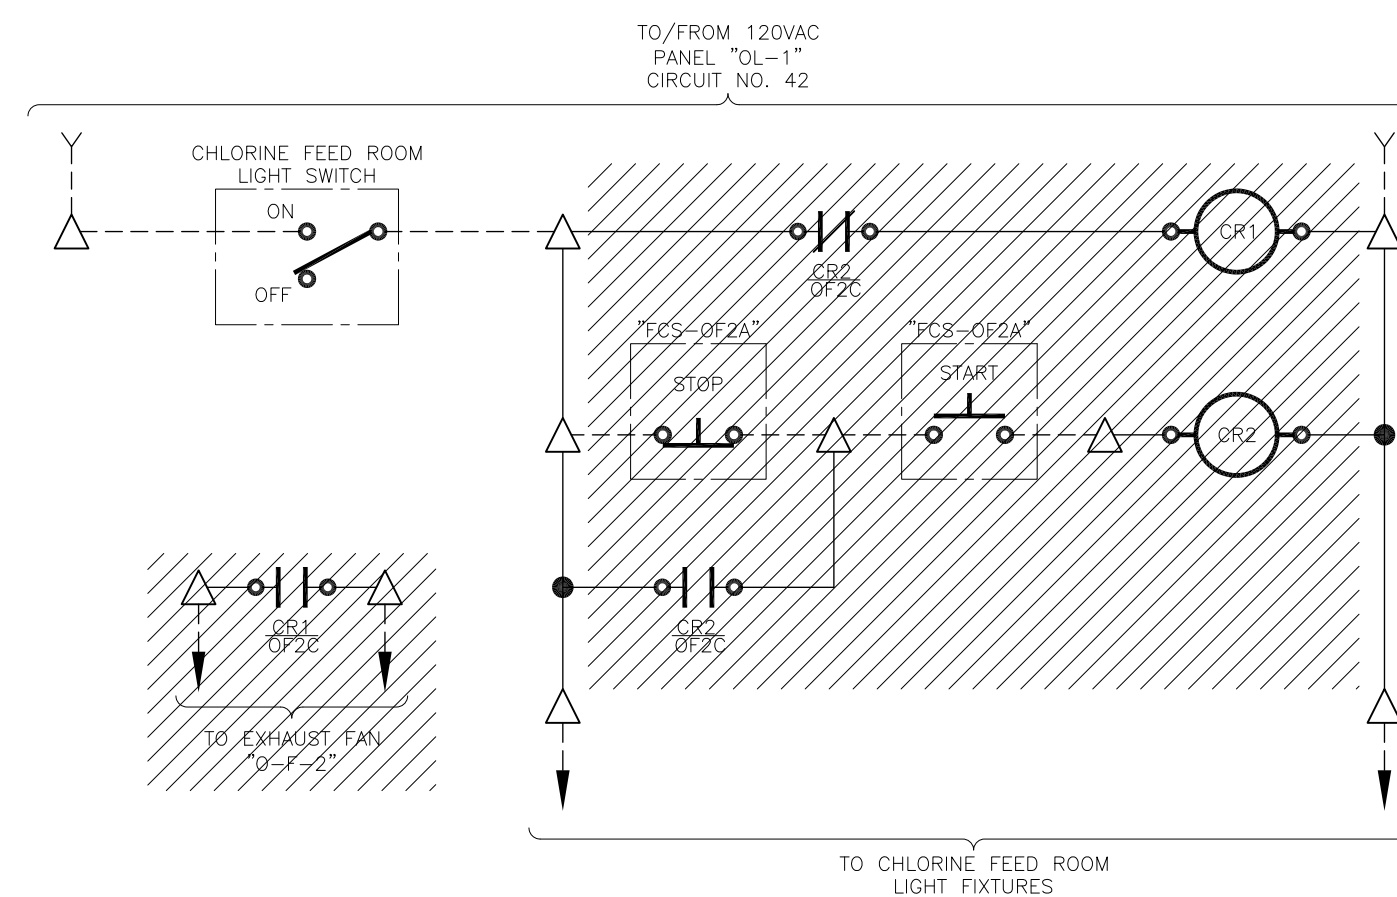 TO/FROM 120VAC
PANEL "OL-1"
CIRCUIT NO. 42
CHLORINE FEED ROOM
LIGHT SWITCH
ON
OFF
CR1
CR2
OF2C
"FCS-OF2A"
STOP
"FCS-OF2A"
START
CR2
CR1
OF2C
CR2
OF2C
TO EXHAUST FAN
"O-F-2"
TO CHLORINE FEED ROOM
LIGHT FIXTURES